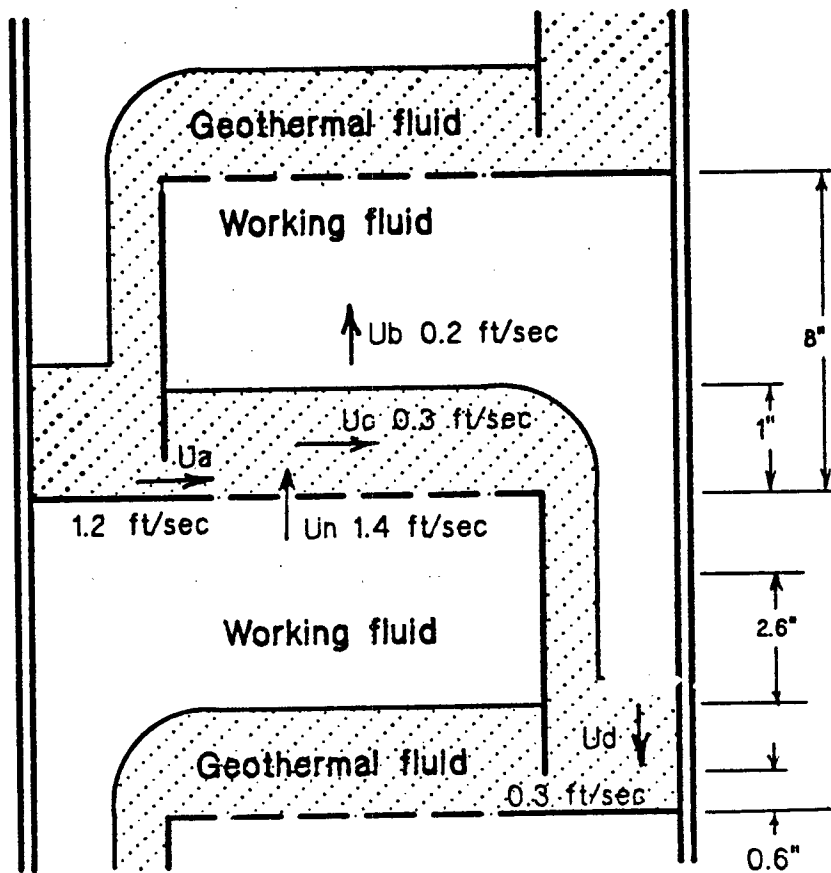 Geothermal fluid
Working fluid
Ub 0.2 ft/sec
8"
Uc 0.3 ft/sec
1"
Ua
1.2 ft/sec
Un 1.4 ft/sec
Working fluid
2.6"
Ud
Geothermal fluid
0.3 ft/sec
0.6"